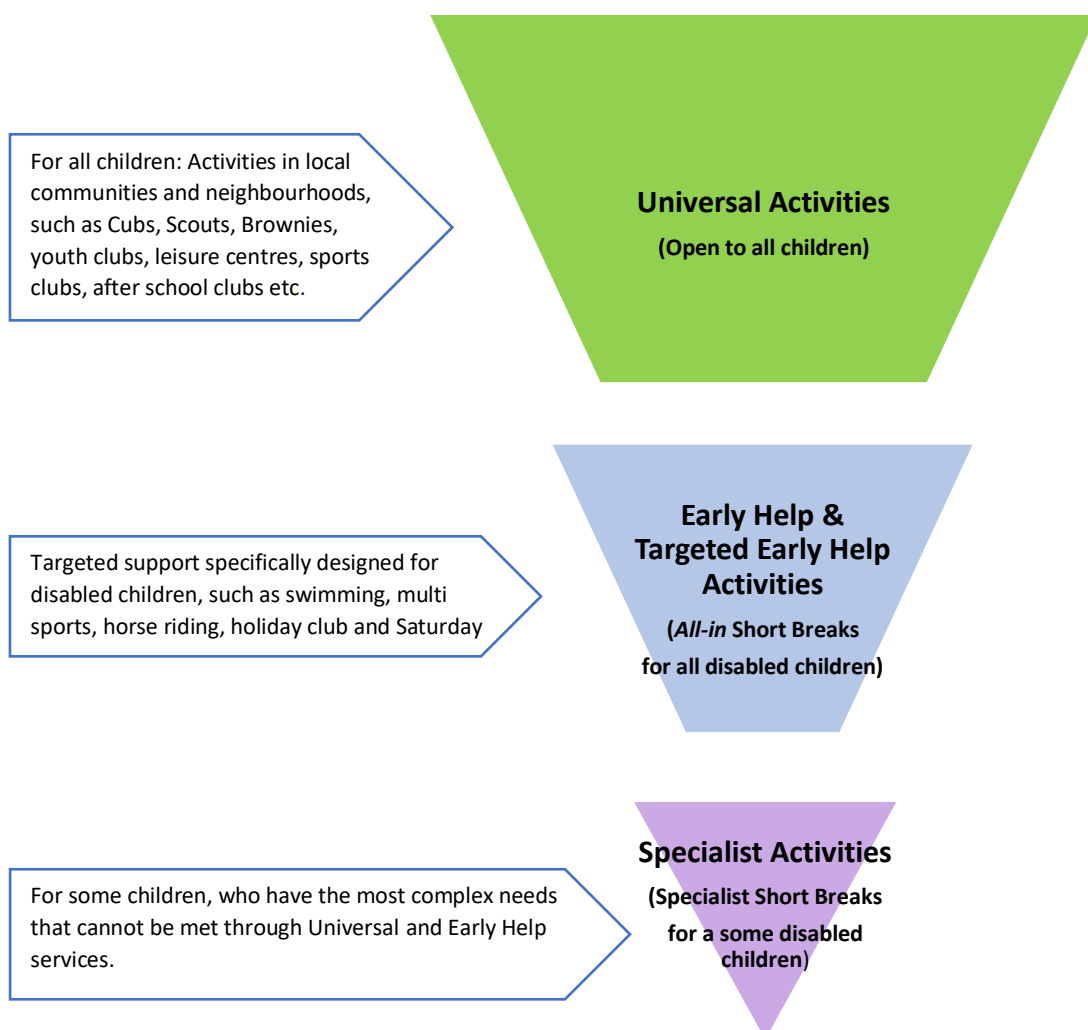 For all children: Activities in local
communities and neighbourhoods,
such as Cubs, Scouts, Brownies,
youth clubs, leisure centres, sports
clubs, after school clubs etc.
Universal Activities
(Open to all children)
Targeted support specifically designed for
disabled children, such as swimming, multi
sports, horse riding, holiday club and Saturday
Early Help &
Targeted Early Help
Activities
(All-in Short Breaks
for all disabled children)
For some children, who have the most complex needs
that cannot be met through Universal and Early Help
services.
Specialist Activities
(Specialist Short Breaks
for a some disabled
children)